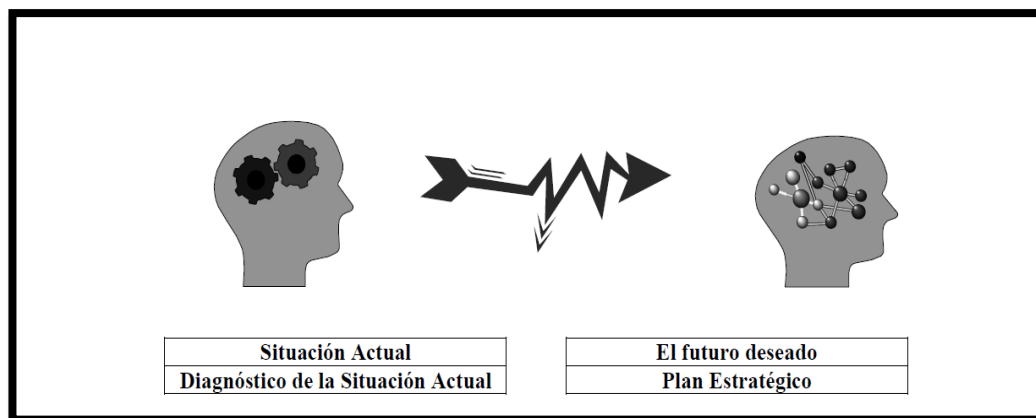 Situación Actual
Diagnóstico de la Situación Actual
El futuro deseado
Plan Estratégico